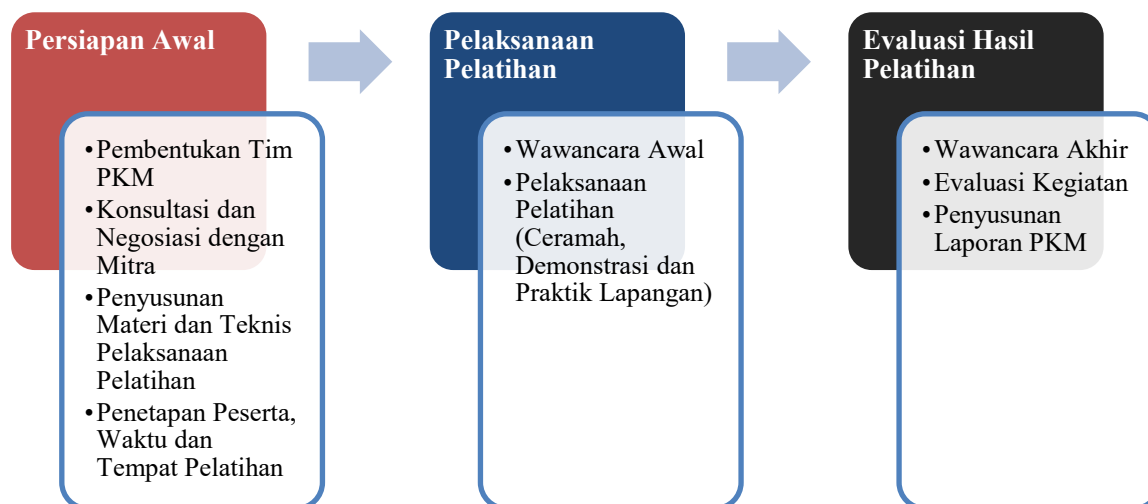 Persiapan Awal
•Pembentukan Tim
PKM
•Konsultasi dan
Negosiasi dengan
Mitra
•Penyusunan
Materi dan Teknis
Pelaksanaan
Pelatihan
•Penetapan Peserta,
Waktu dan
Tempat Pelatihan
Pelaksanaan
Pelatihan
•Wawancara Awal
•Pelaksanaan
Pelatihan
(Ceramah,
Demonstrasi dan
Praktik Lapangan)
Evaluasi Hasil
Pelatihan
•Wawancara Akhir
•Evaluasi Kegiatan
•Penyusunan
Laporan PKM